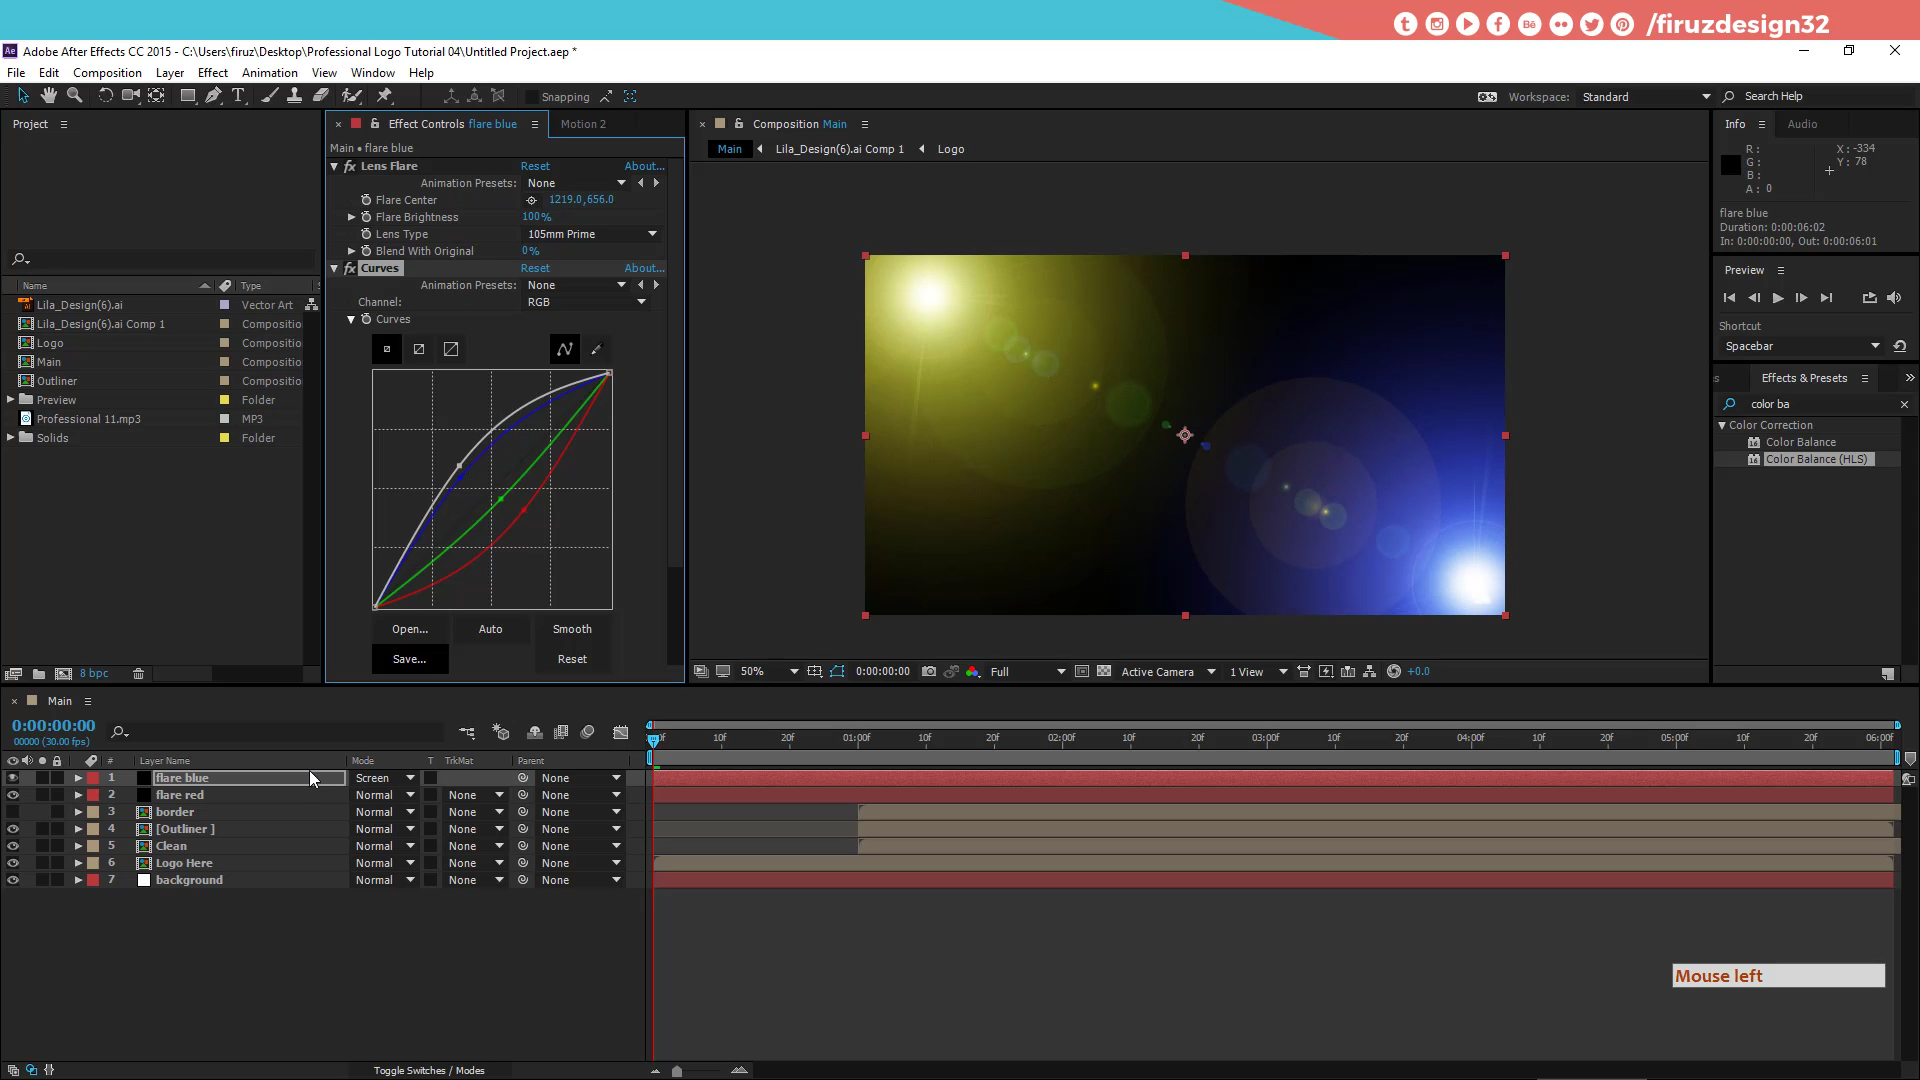 /firuzdesign32
Adobe After Effects CC 2015 - C:\Users\firuz\Desktop\Professional Logo Tutorial 04\Untitled Project.aep *
File Edit Composition Layer Effect Animation View Window Help
Snapping Workspace: Standard Search Help
Project Effect Controls flare blue Motion 2 Composition Main Info Audio
Main • flare blue Main Lila_Design(6).ai Comp 1 Logo R: X: -334
Lens Flare Reset About... G: Y: 78
Animation Presets: None B:
A: 0
Flare Center 1219.0,656.0
Flare Brightness 100% flare blue
Lens Type 105mm Prime Duration: 0:00:06:02
Blend With Original 0% In: 0:00:00:00, Out: 0:00:06:01
Curves Reset About... Preview
Animation Presets: None
Channel: RGB
Curves
Shortcut
Spacebar
Name Type
Lila_Design(6).ai Vector Art
Lila_Design(6).ai Comp 1 Compositio
Logo Compositio
Main Compositio
Outliner Compositio
Preview Folder
Professional 11.mp3 MP3
Solids Folder
Effects & Presets
color ba
Color Correction
Color Balance
Color Balance (HLS)
Open... Auto Smooth
Save... Reset
8 bpc 50% 0:00:00:00 Full Active Camera 1 View +0.0
Main
0:00:00:00
00000 (30.00 fps)
10f 20f 01:00f 10f 20f 02:00f 10f 20f 03:00f 10f 20f 04:00f 10f 20f 05:00f 10f 20f 06:00f
# Layer Name Mode T TrkMat Parent
1 flare blue Screen None
2 flare red Normal None None
3 border Normal None None
4 [Outliner ] Normal None None
5 Clean Normal None None
6 Logo Here Normal None None
7 background Normal None None
Mouse left
Toggle Switches / Modes